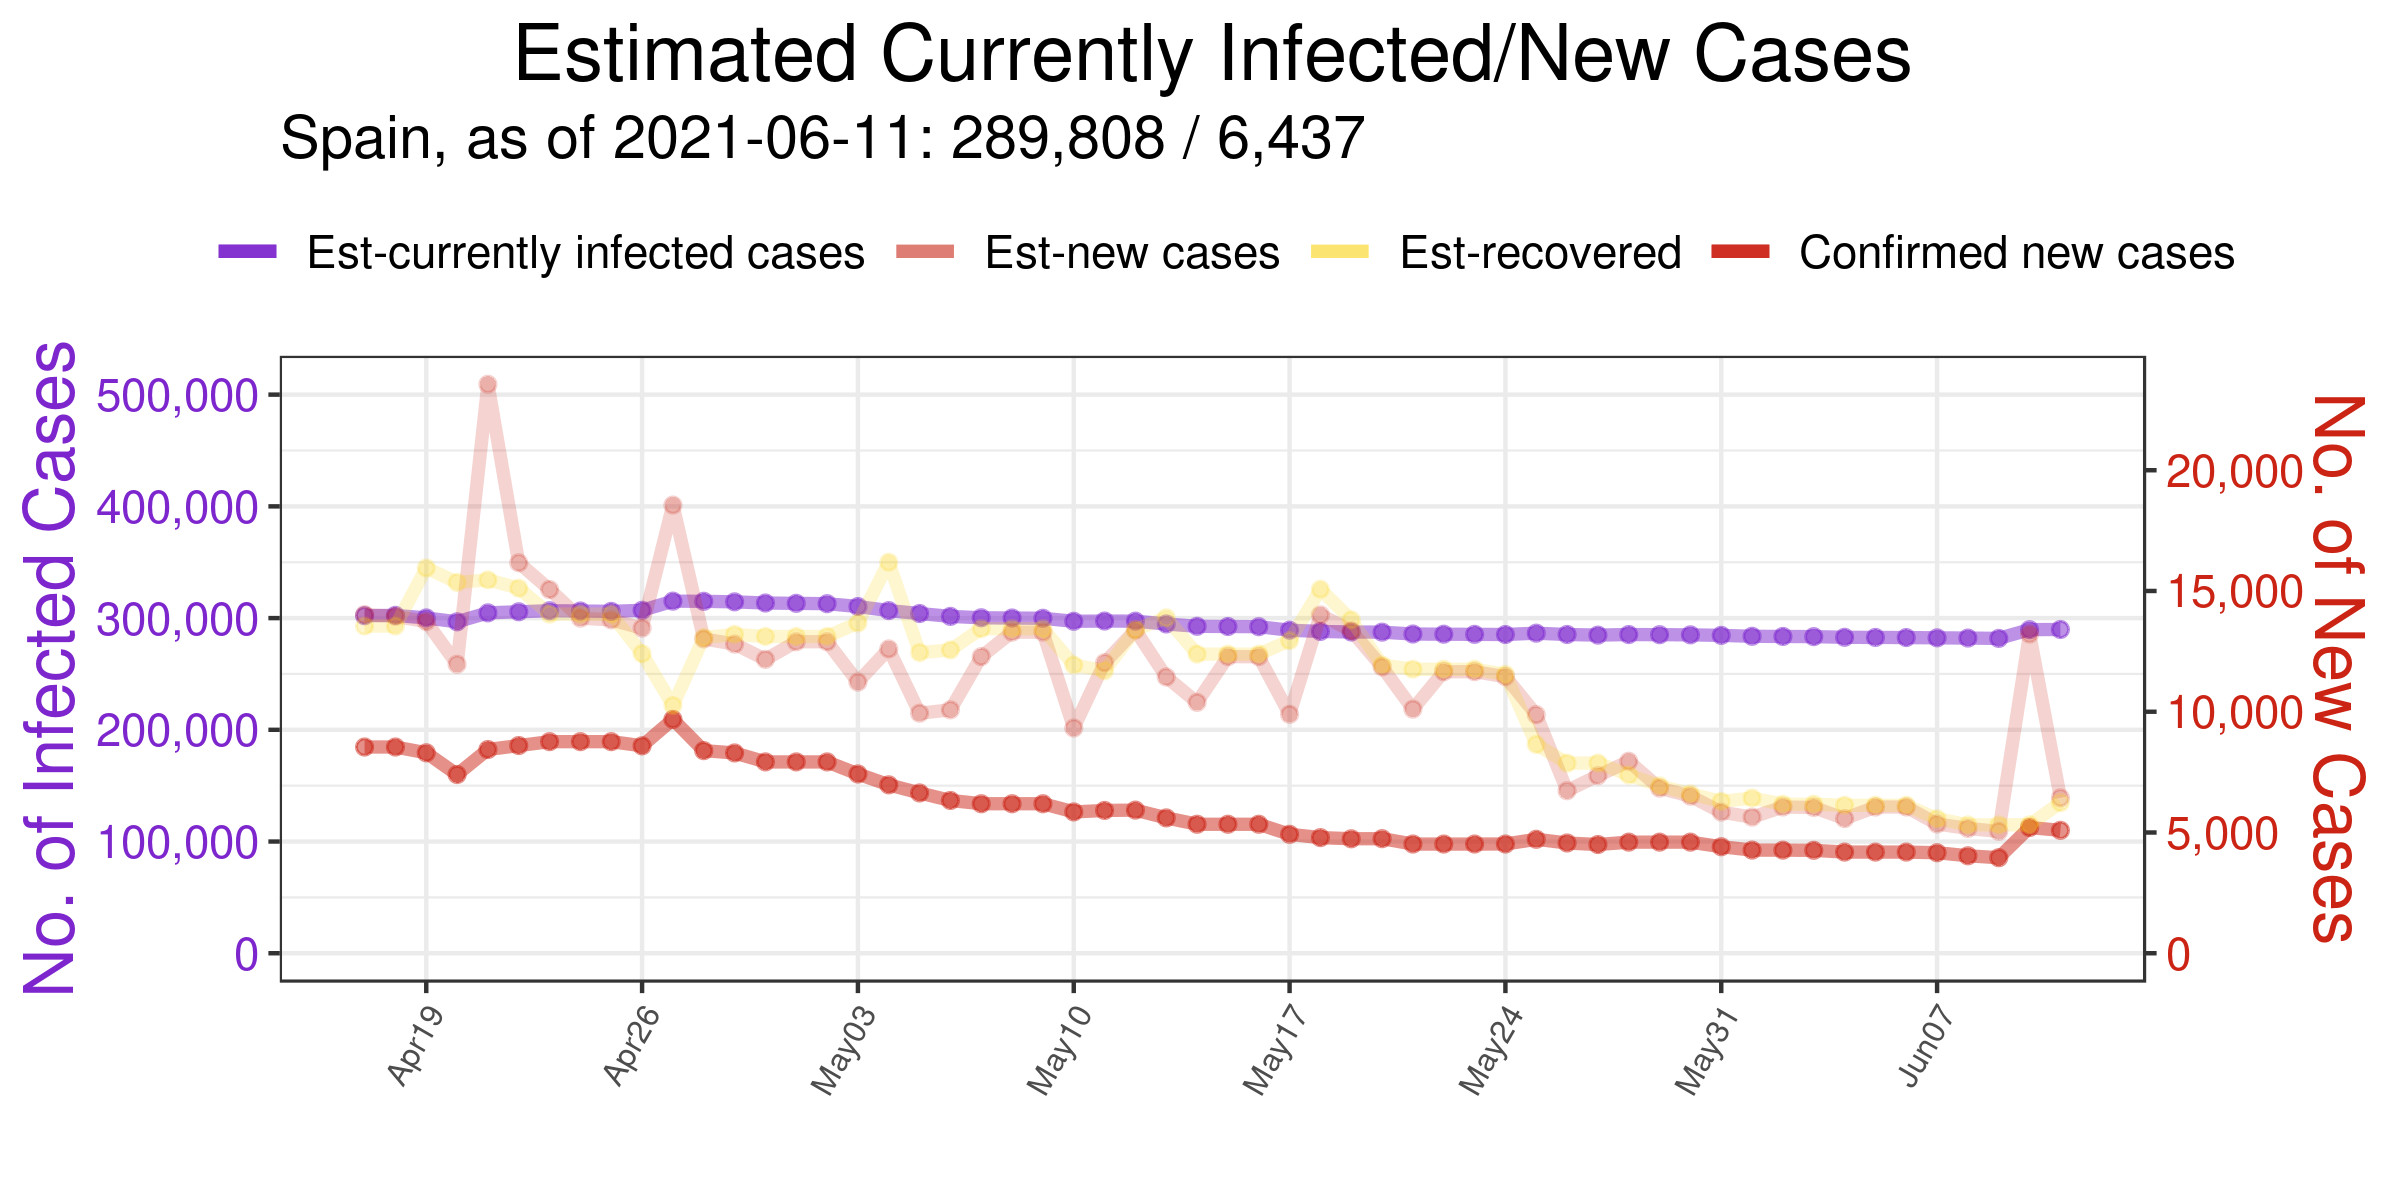 Estimated Currently Infected/New Cases
Spain, as of 2021-06-11: 289,808 / 6,437
Est-currently infected cases Est-new cases Est-recovered Confirmed new cases
No. of Infected Cases
500,000
400,000
300,000
200,000
100,000
0
20,000
15,000
10,000
5,000
0
No. of New Cases
Apr19 Apr26 May03 May10 May17 May24 May31 Jun07